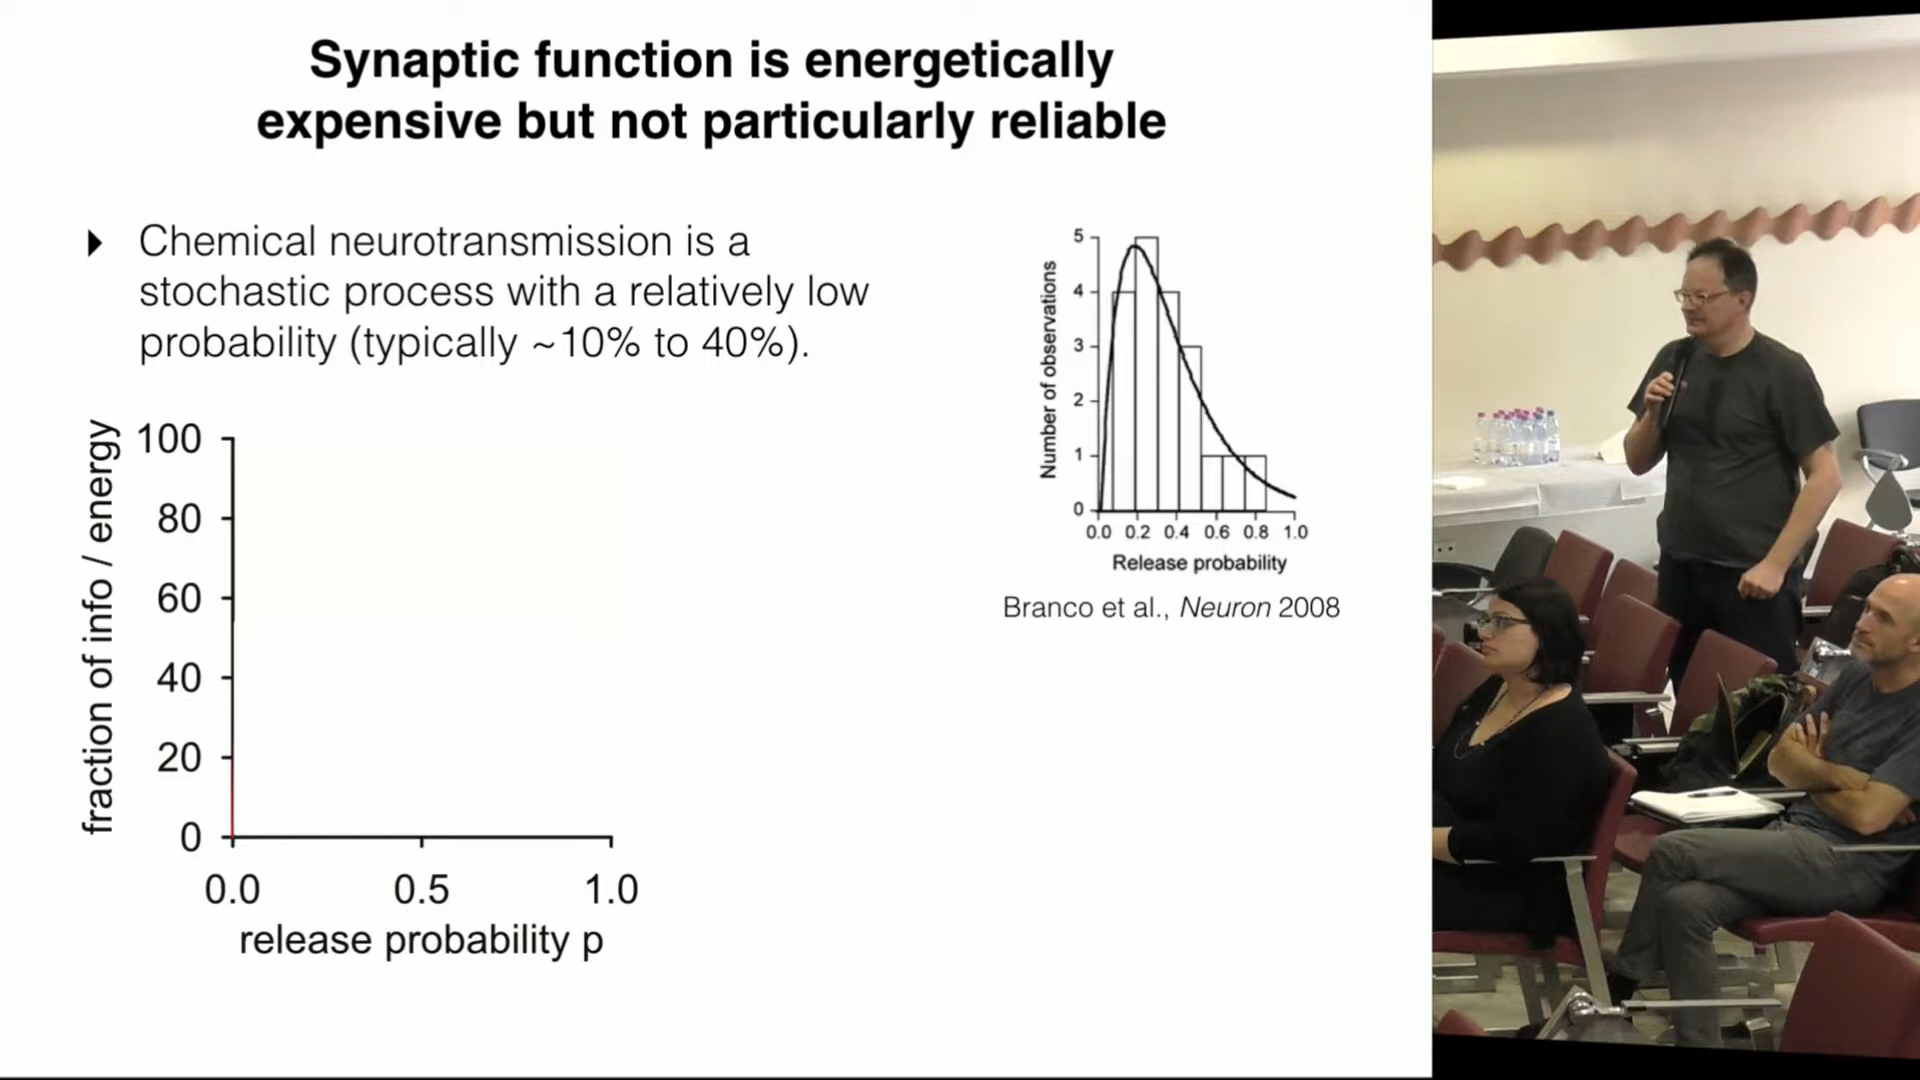 Synaptic function is energetically
expensive but not particularly reliable
Chemical neurotransmission is a
stochastic process with a relatively low
probability (typically ~10% to 40%).
5
4
3
2
1
0
Number of observations
0.0 0.2 0.4 0.6 0.8 1.0
Release probability
Branco et al., Neuron 2008
fraction of info / energy
100
80
60
40
20
0
0.0 0.5 1.0
release probability p